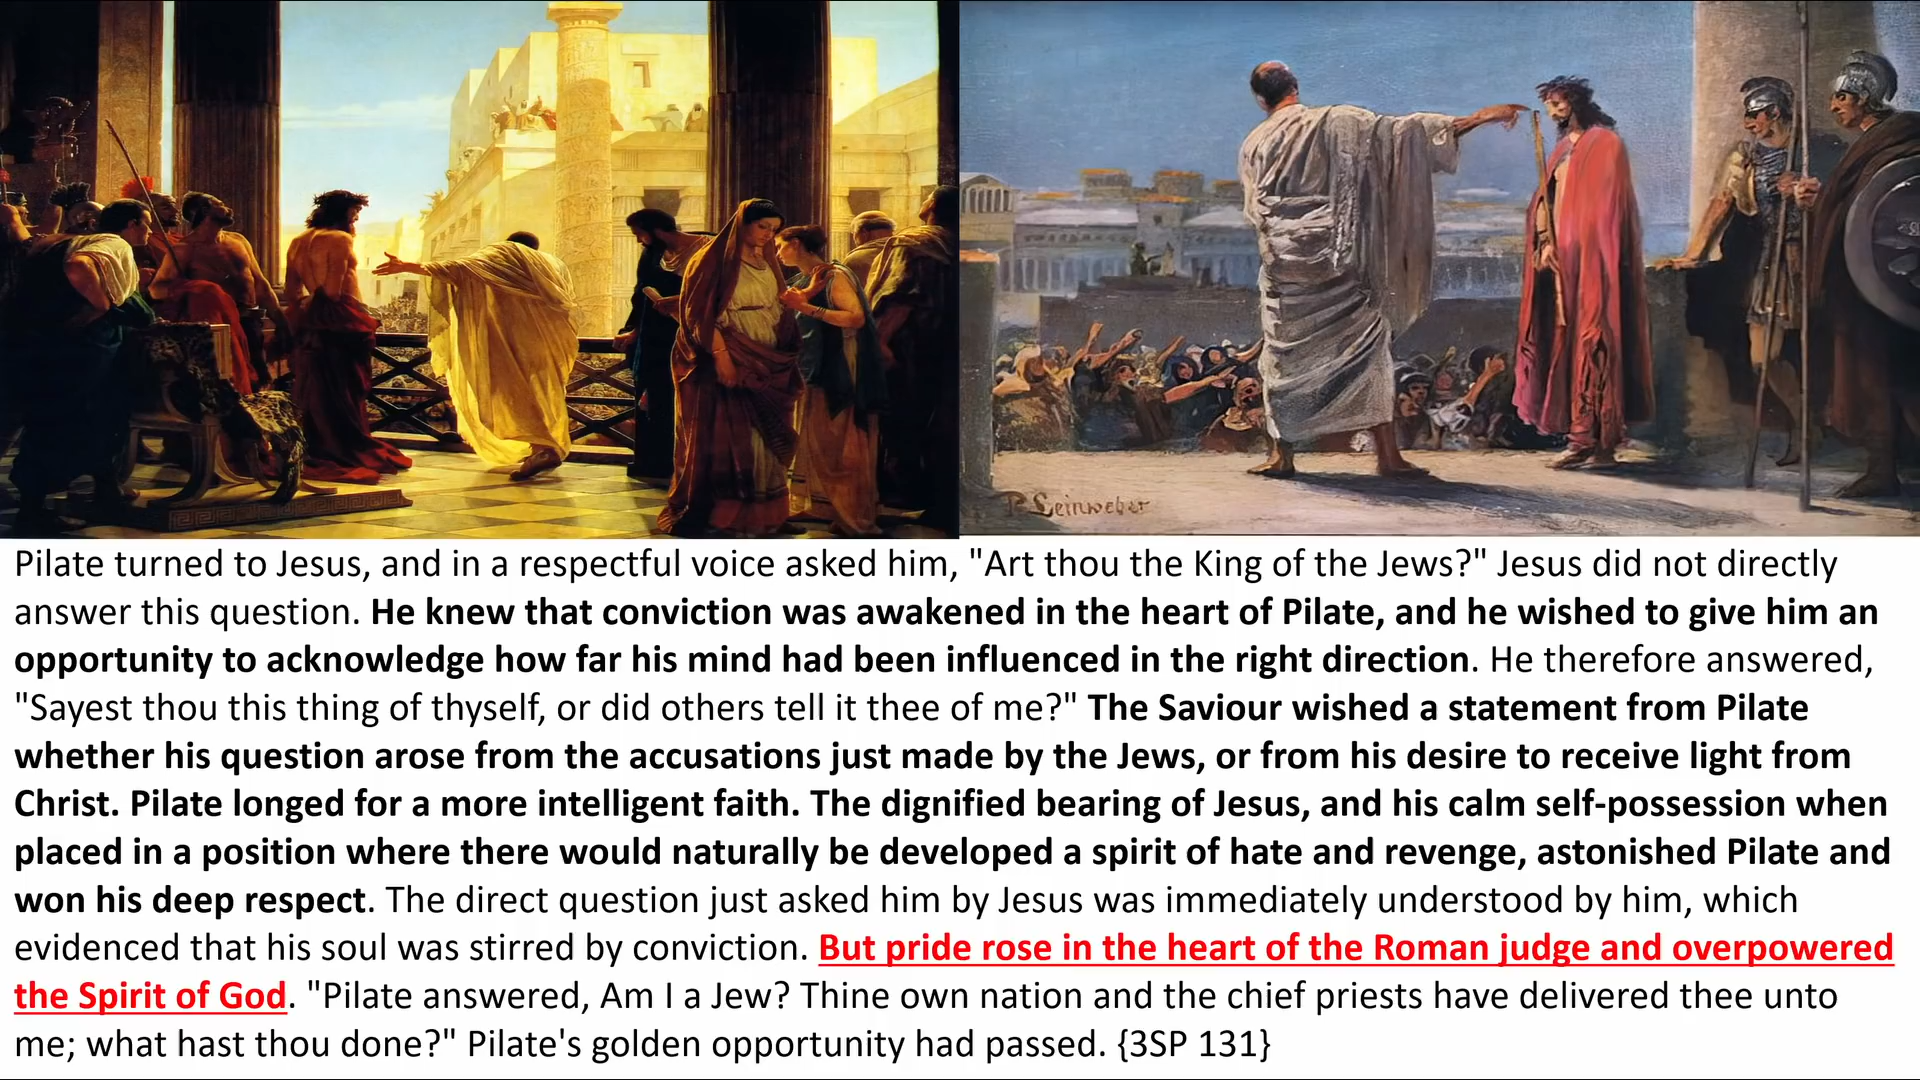 R. Leinweber
Pilate turned to Jesus, and in a respectful voice asked him, "Art thou the King of the Jews?" Jesus did not directly
answer this question. He knew that conviction was awakened in the heart of Pilate, and he wished to give him an
opportunity to acknowledge how far his mind had been influenced in the right direction. He therefore answered,
"Sayest thou this thing of thyself, or did others tell it thee of me?" The Saviour wished a statement from Pilate
whether his question arose from the accusations just made by the Jews, or from his desire to receive light from
Christ. Pilate longed for a more intelligent faith. The dignified bearing of Jesus, and his calm self-possession when
placed in a position where there would naturally be developed a spirit of hate and revenge, astonished Pilate and
won his deep respect. The direct question just asked him by Jesus was immediately understood by him, which
evidenced that his soul was stirred by conviction. But pride rose in the heart of the Roman judge and overpowered
the Spirit of God. "Pilate answered, Am I a Jew? Thine own nation and the chief priests have delivered thee unto
me; what hast thou done?" Pilate's golden opportunity had passed. {3SP 131}